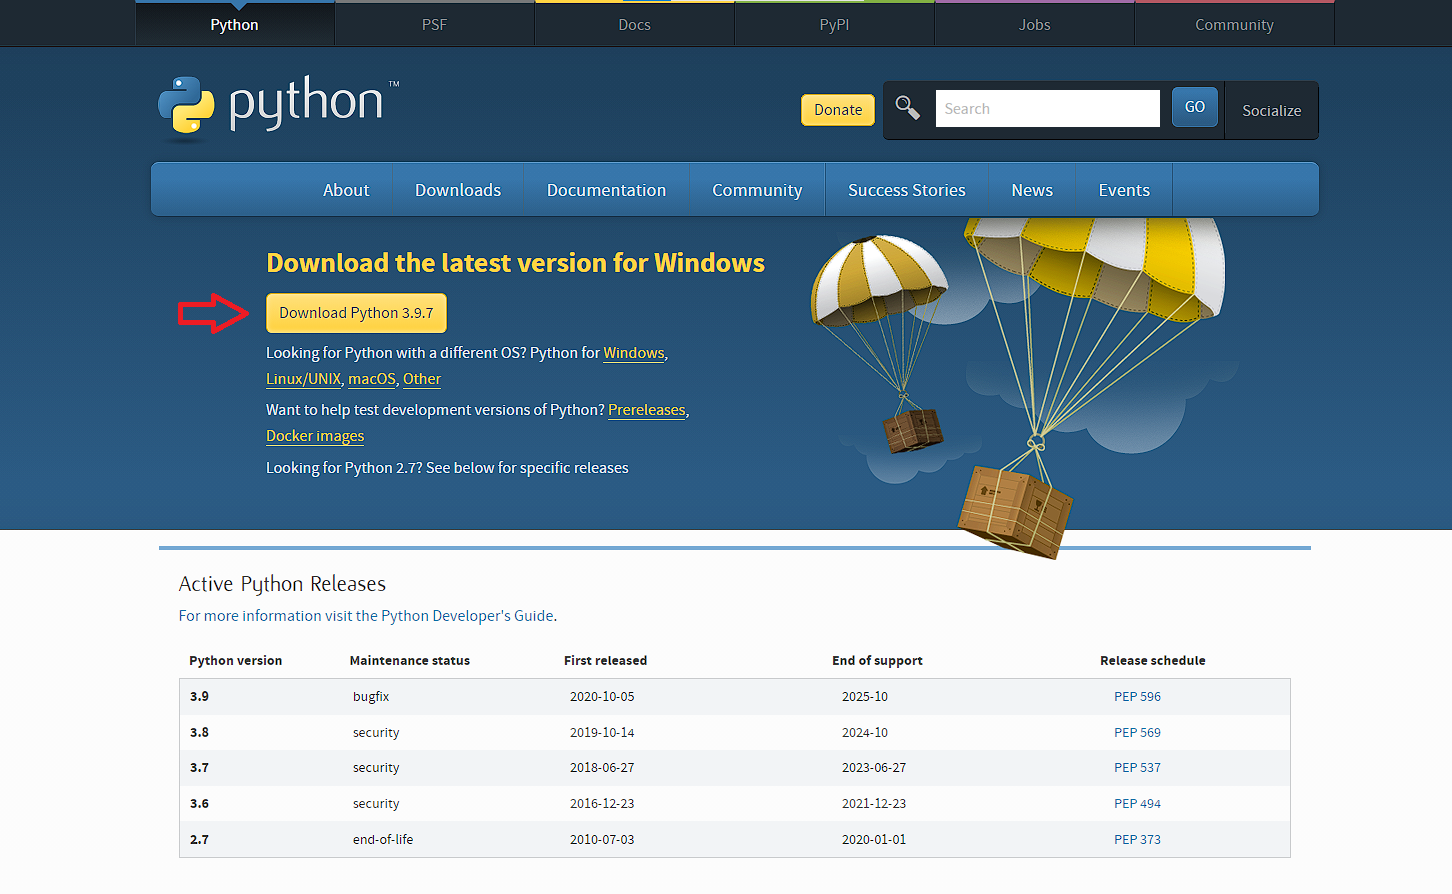 Python PSF Docs PyPI Jobs Community
python™
Donate Search GO Socialize
About Downloads Documentation Community Success Stories News Events
Download the latest version for Windows
Download Python 3.9.7
Looking for Python with a different OS? Python for Windows,
Linux/UNIX, macOS, Other
Want to help test development versions of Python? Prereleases,
Docker images
Looking for Python 2.7? See below for specific releases
Active Python Releases
For more information visit the Python Developer's Guide.
Python version Maintenance status First released End of support Release schedule
3.9 bugfix 2020-10-05 2025-10 PEP 596
3.8 security 2019-10-14 2024-10 PEP 569
3.7 security 2018-06-27 2023-06-27 PEP 537
3.6 security 2016-12-23 2021-12-23 PEP 494
2.7 end-of-life 2010-07-03 2020-01-01 PEP 373